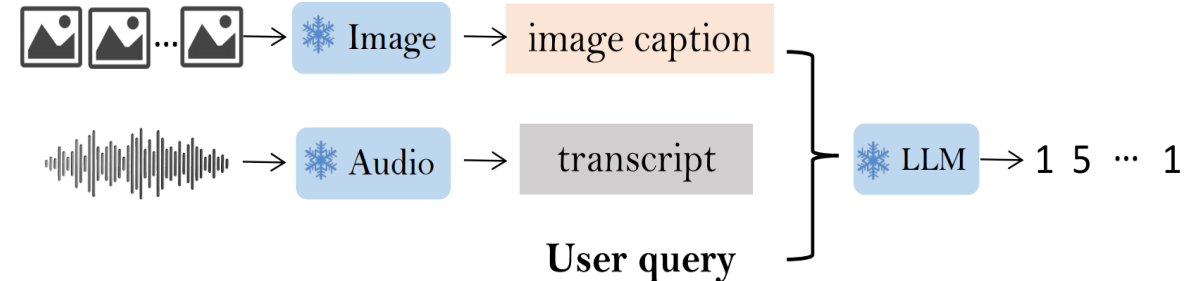 ... Image image caption
Audio transcript
LLM 1 5 ... 1
User query